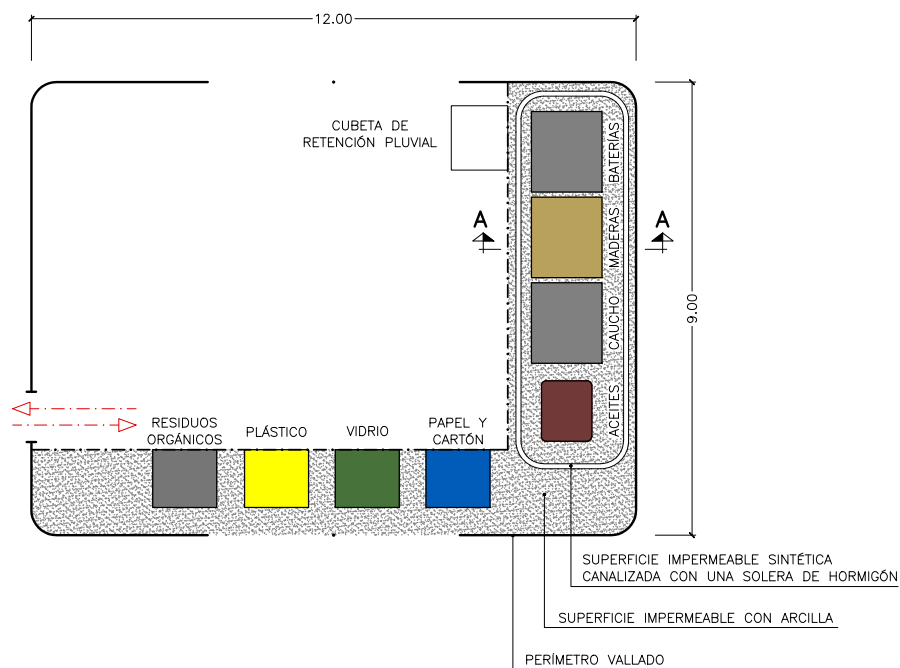 12.00
CUBETA DE
RETENCIÓN PLUVIAL
BATERÍAS
A
A
MADERAS
9.00
CAUCHO
ACEITES
RESIDUOS
ORGÁNICOS
PLÁSTICO
VIDRIO
PAPEL Y
CARTÓN
SUPERFICIE IMPERMEABLE SINTÉTICA
CANALIZADA CON UNA SOLERA DE HORMIGÓN
SUPERFICIE IMPERMEABLE CON ARCILLA
PERÍMETRO VALLADO